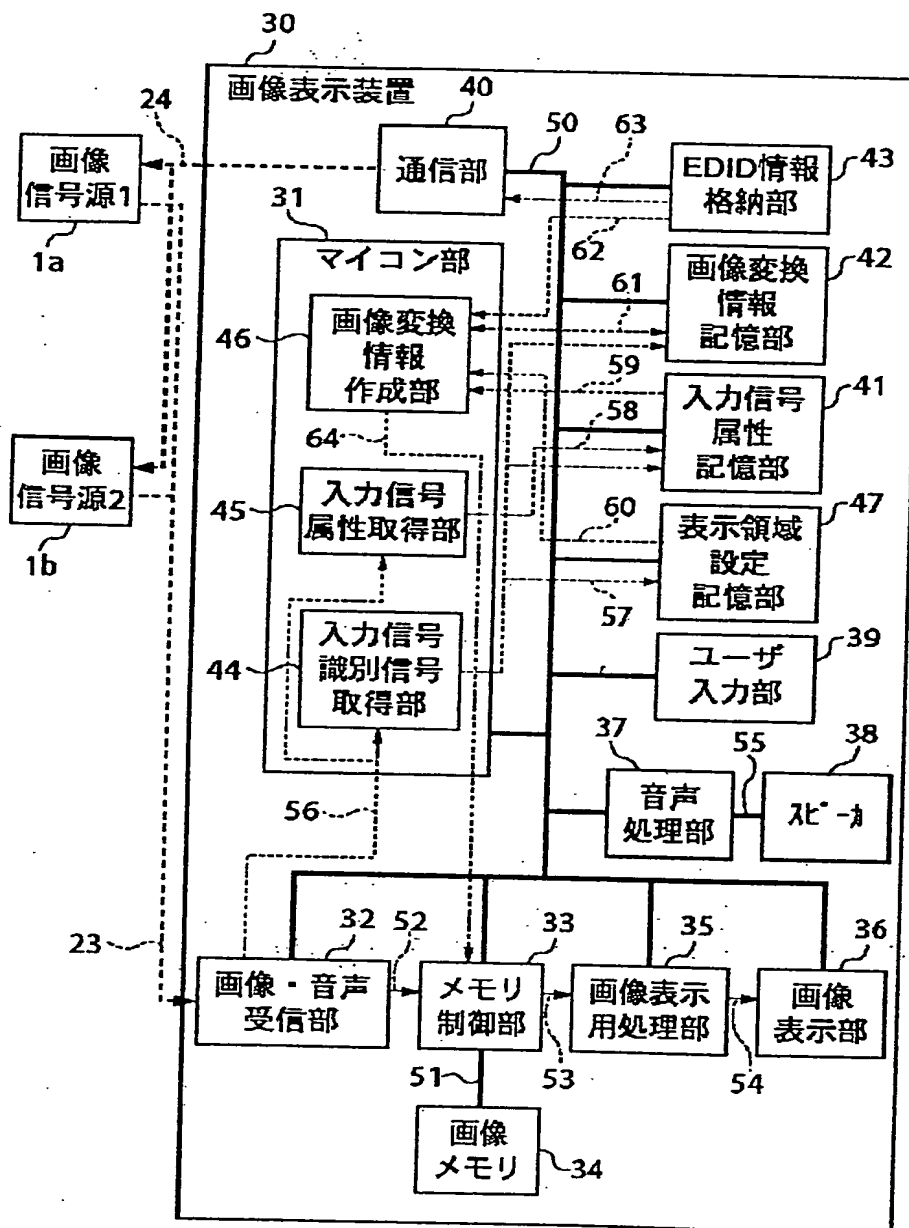 30
画像表示装置
24
40
50
63
画像
信号源1
通信部
EDID情報
格納部
43
1a
31
62
マイコン部
42
画像変換
情報
記憶部
61
46
画像変換
情報
作成部
59
41
入力信号
属性
記憶部
58
64
画像
信号源2
45
入力信号
属性取得部
60
47
表示領域
設定
記憶部
1b
57
44
入力信号
識別信号
取得部
39
ユーザ
入力部
37
55
38
56
音声
処理部
スピーカ
23
32
52
33
35
36
画像・音声
受信部
メモリ
制御部
画像表示
用処理部
画像
表示部
51
53
54
画像
メモリ
34